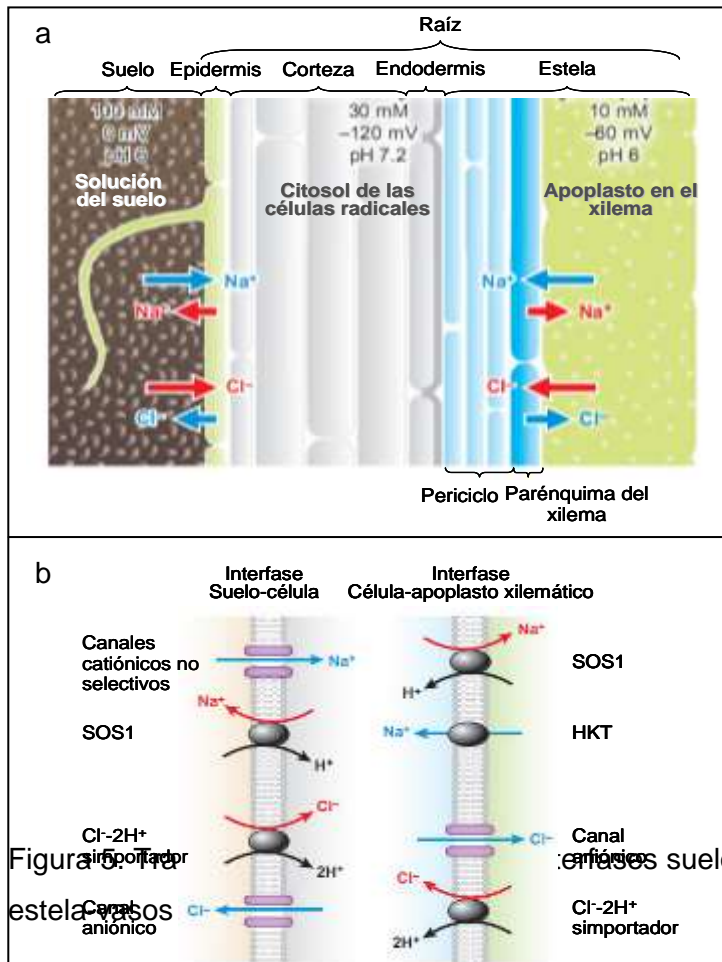 a
Raíz
Suelo Epidermis Corteza Endodermis Estela
100 mM
0 mV
pH 6
Solución
del suelo
30 mM
–120 mV
pH 7.2
Citosol de las
células radicales
10 mM
–60 mV
pH 6
Apoplasto en el
xilema
Na⁺ Na⁺
Na⁺ Na⁺
Cl⁻ Cl⁻
Cl⁻ Cl⁻
Periciclo Parénquima del
xilema
b
Interfase
Suelo-célula
Interfase
Célula-apoplasto xilemático
Canales
catiónicos no
selectivos
Na⁺
Na⁺
SOS1
H⁺
Cl⁻
Cl⁻-2H⁺
simportador
2H⁺
Canal
aniónico
Cl⁻
Na⁺
SOS1
H⁺
Na⁺
HKT
Cl⁻
Canal
aniónico
Cl⁻
Cl⁻-2H⁺
simportador
2H⁺
Figura 5. Tra terfases suel
estela-vasos